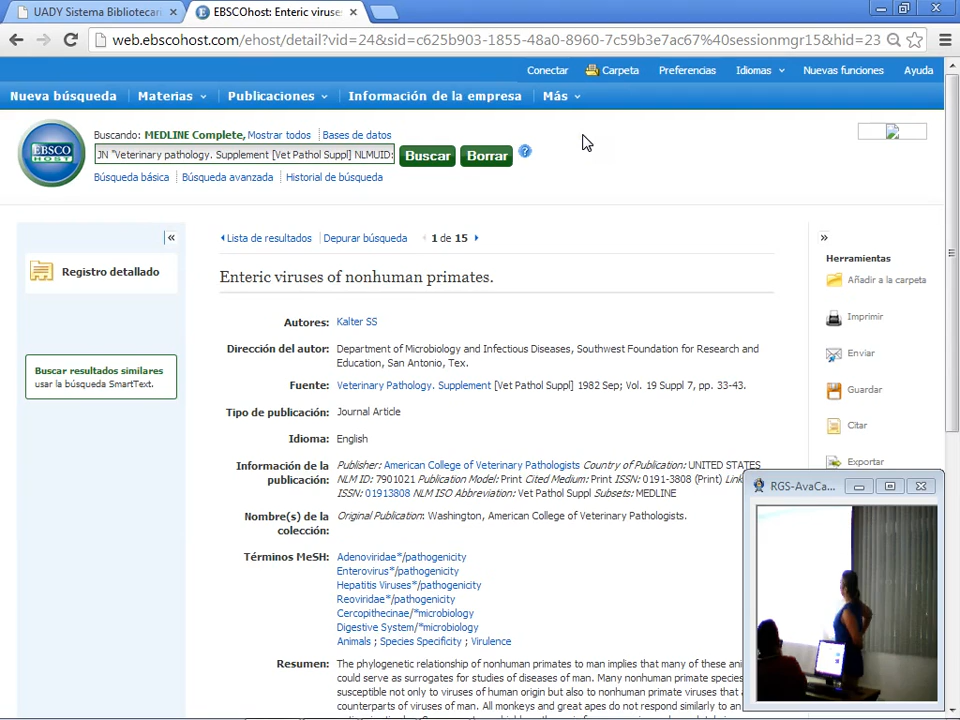 UADY Sistema Bibliotecari
EBSCOhost: Enteric viruse
web.ebscohost.com/ehost/detail?vid=24&sid=c625b903-1855-48a0-8960-7c59b3e7ac67%40sessionmgr15&hid=23
Conectar Carpeta Preferencias Idiomas Nuevas funciones Ayuda
Nueva búsqueda Materias Publicaciones Información de la empresa Más
EBSCO HOST
Buscando: MEDLINE Complete, Mostrar todos Bases de datos
JN "Veterinary pathology. Supplement [Vet Pathol Suppl] NLMUID: Buscar Borrar ?
Búsqueda básica Búsqueda avanzada Historial de búsqueda
« Lista de resultados Depurar búsqueda 1 de 15 »
Registro detallado
Buscar resultados similares
usar la búsqueda SmartText.
Enteric viruses of nonhuman primates.
Autores: Kalter SS
Dirección del autor: Department of Microbiology and Infectious Diseases, Southwest Foundation for Research and
Education, San Antonio, Tex.
Fuente: Veterinary Pathology. Supplement [Vet Pathol Suppl] 1982 Sep; Vol. 19 Suppl 7, pp. 33-43.
Tipo de publicación: Journal Article
Idioma: English
Información de la publicación: Publisher: American College of Veterinary Pathologists Country of Publication: UNITED STATES
NLM ID: 7901021 Publication Model: Print Cited Medium: Print ISSN: 0191-3808 (Print) Link
ISSN: 01913808 NLM ISO Abbreviation: Vet Pathol Suppl Subsets: MEDLINE
Nombre(s) de la colección: Original Publication: Washington, American College of Veterinary Pathologists.
Términos MeSH: Adenoviridae*/pathogenicity
Enterovirus*/pathogenicity
Hepatitis Viruses*/pathogenicity
Reoviridae*/pathogenicity
Cercopithecinae/*microbiology
Digestive System/*microbiology
Animals ; Species Specificity ; Virulence
Resumen: The phylogenetic relationship of nonhuman primates to man implies that many of these ani
could serve as surrogates for studies of diseases of man. Many nonhuman primate species
susceptible not only to viruses of human origin but also to nonhuman primate viruses that a
counterparts of viruses of man. All monkeys and great apes do not respond similarly to an
Herramientas
Añadir a la carpeta
Imprimir
Enviar
Guardar
Citar
Exportar
RGS-AvaCa...